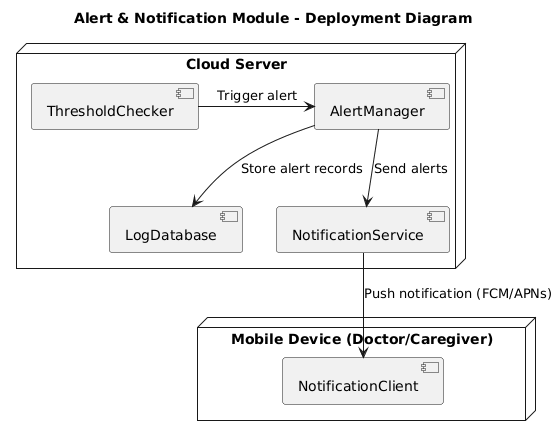 Alert & Notification Module - Deployment Diagram
Cloud Server
ThresholdChecker
Trigger alert
AlertManager
Store alert records
Send alerts
LogDatabase
NotificationService
Push notification (FCM/APNs)
Mobile Device (Doctor/Caregiver)
NotificationClient